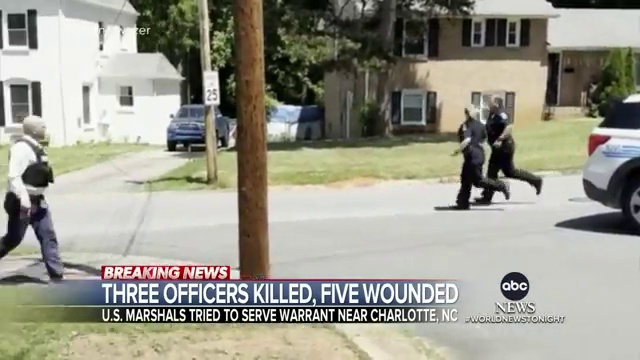 25
BREAKING NEWS
THREE OFFICERS KILLED, FIVE WOUNDED
U.S. MARSHALS TRIED TO SERVE WARRANT NEAR CHARLOTTE, NC
abc
NEWS
#WORLDNEWSTONIGHT